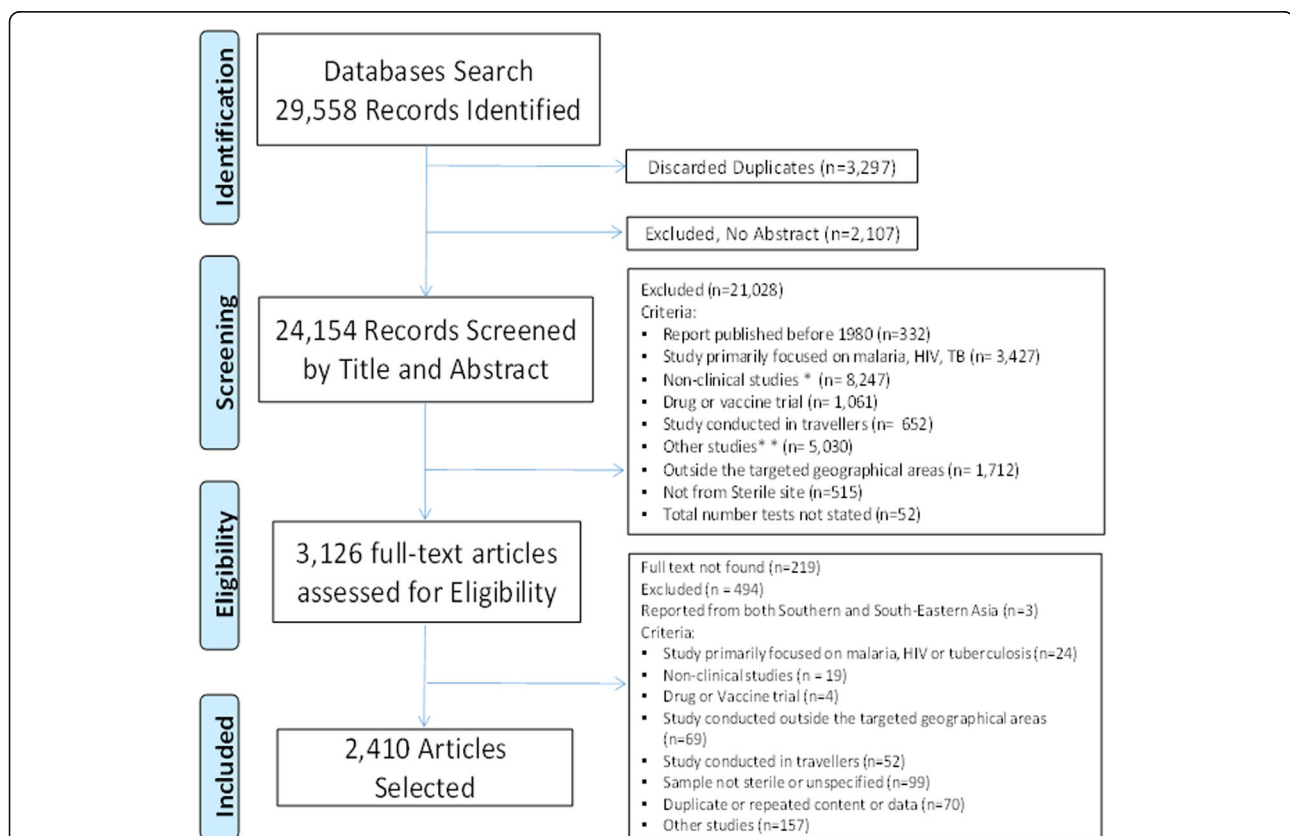 Identification
Databases Search
29,558 Records Identified
Discarded Duplicates (n=3,297)
Excluded, No Abstract (n=2,107)
Screening
24,154 Records Screened
by Title and Abstract
Excluded (n=21,028)
Criteria:
▪ Report published before 1980 (n=332)
▪ Study primarily focused on malaria, HIV, TB (n= 3,427)
▪ Non-clinical studies * (n= 8,247)
▪ Drug or vaccine trial (n= 1,061)
▪ Study conducted in travellers (n= 652)
▪ Other studies* * (n= 5,030)
▪ Outside the targeted geographical areas (n= 1,712)
▪ Not from Sterile site (n=515)
▪ Total number tests not stated (n=52)
Eligibility
3,126 full-text articles
assessed for Eligibility
Full text not found (n=219)
Excluded (n = 494)
Reported from both Southern and South-Eastern Asia (n=3)
Criteria:
▪ Study primarily focused on malaria, HIV or tuberculosis (n=24)
▪ Non-clinical studies (n = 19)
▪ Drug or Vaccine trial (n=4)
▪ Study conducted outside the targeted geographical areas
(n=69)
▪ Study conducted in travellers (n=52)
▪ Sample not sterile or unspecified (n=99)
▪ Duplicate or repeated content or data (n=70)
▪ Other studies (n=157)
Included
2,410 Articles
Selected